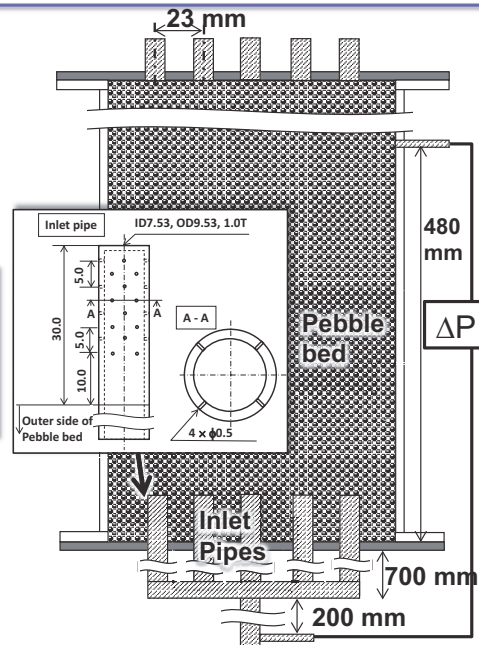 23 mm
Inlet pipe
ID7.53, OD9.53, 1.0T
5.0
A
A
A - A
30.0
5.0
10.0
Outer side of
Pebble bed
4 × ϕ0.5
480
mm
ΔP
Pebble
bed
Inlet
Pipes
700 mm
200 mm